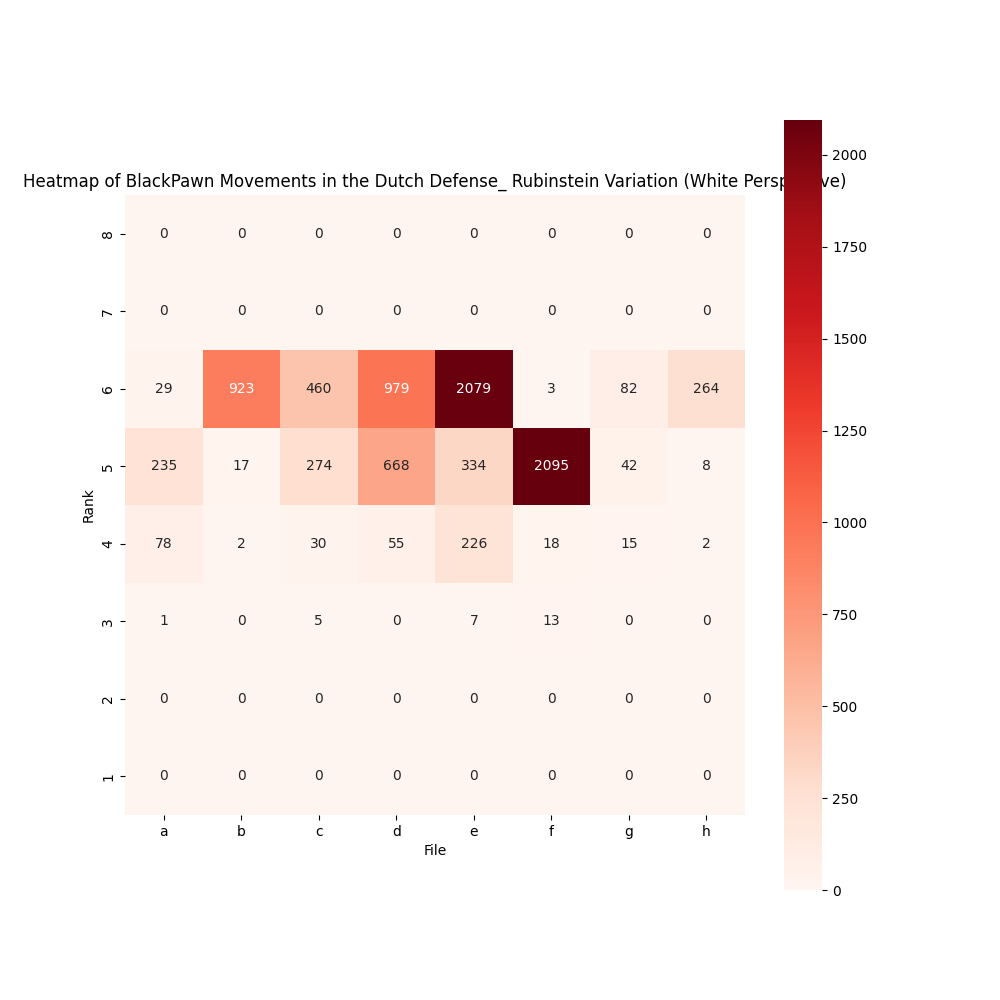 Heatmap of BlackPawn Movements in the Dutch Defense_ Rubinstein Variation (White Persp ve)
8 0 0 0 0 0 0 0 0
7 0 0 0 0 0 0 0 0
6 29 923 460 979 2079 3 82 264
5 235 17 274 668 334 2095 42 8
4 78 2 30 55 226 18 15 2
3 1 0 5 0 7 13 0 0
2 0 0 0 0 0 0 0 0
1 0 0 0 0 0 0 0 0
Rank
a b c d e f g h
File
2000
1750
1500
1250
1000
750
500
250
0